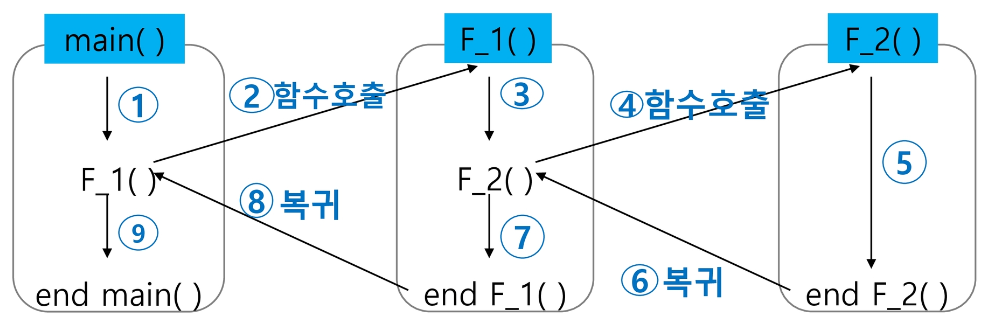 main( )
①
F_1( )
⑨
end main( )
② 함수호출
⑧ 복귀
F_1( )
③
F_2( )
⑦
end F_1( )
④ 함수호출
⑥ 복귀
F_2( )
⑤
end F_2( )